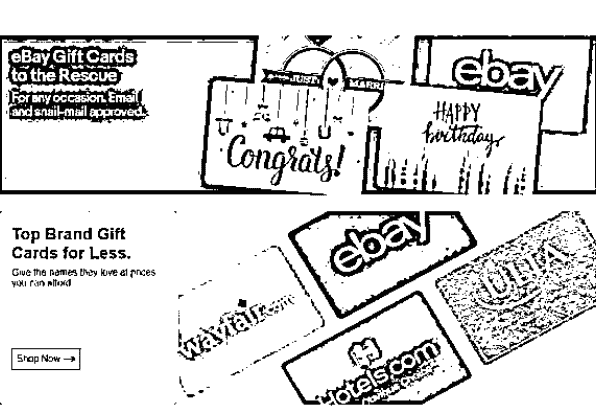 eBay Gift Cards
to the Rescue
For any occasion. Email
and snail-mail approved.
JUST MARRI
ebay
Congrats!
HAPPY
birthday
Top Brand Gift
Cards for Less.
Give the names they love at prices
you can afford
Shop Now →
ebay
wayfair.com
ULTA
Hotels.com